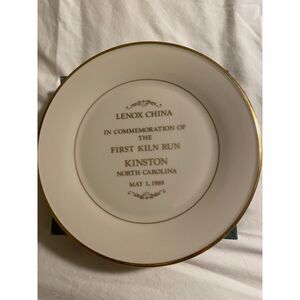 LENOX CHINA
IN COMMEMORATION OF
THE
FIRST KILN RUN
KINSTON
NORTH CAROLINA
MAY 1, 1989